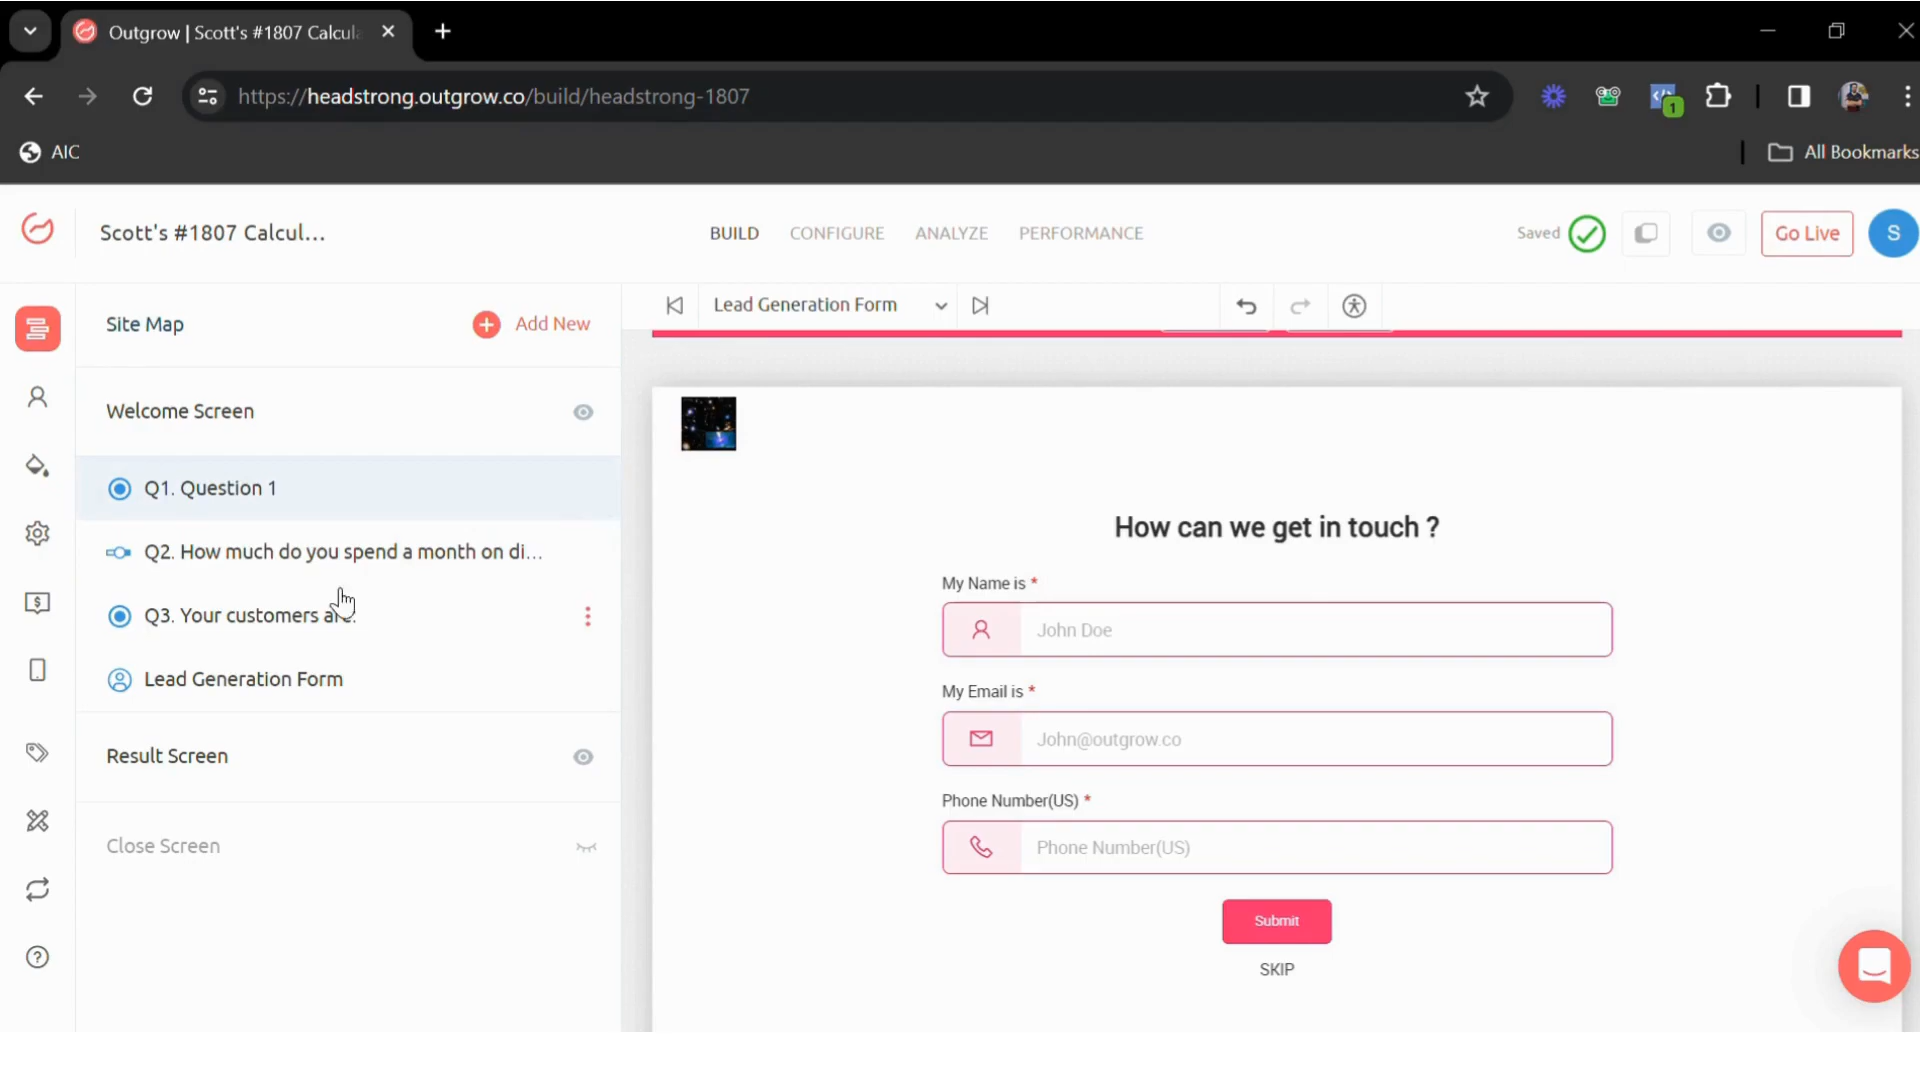 Outgrow | Scott's #1807 Calcula
https://headstrong.outgrow.co/build/headstrong-1807
1
AIC
All Bookmarks
Scott's #1807 Calcul...
BUILD
CONFIGURE
ANALYZE
PERFORMANCE
Saved
Go Live
S
Site Map
Add New
Lead Generation Form
Welcome Screen
Q1. Question 1
Q2. How much do you spend a month on di...
Q3. Your customers are:
Lead Generation Form
Result Screen
Close Screen
How can we get in touch ?
My Name is *
John Doe
My Email is *
John@outgrow.co
Phone Number(US) *
Phone Number(US)
Submit
SKIP